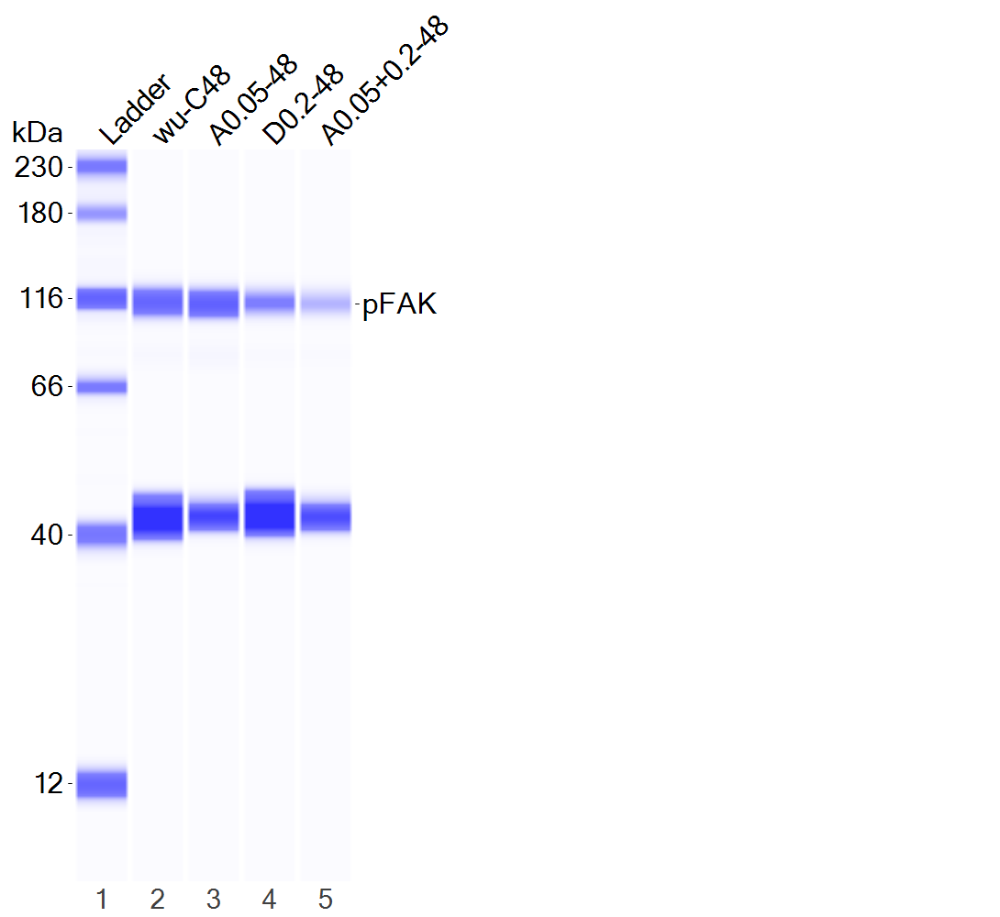 Ladder
wu-C48
A0.05-48
D0.2-48
A0.05+0.2-48
kDa
230
180
116
pFAK
66
40
12
1 2 3 4 5